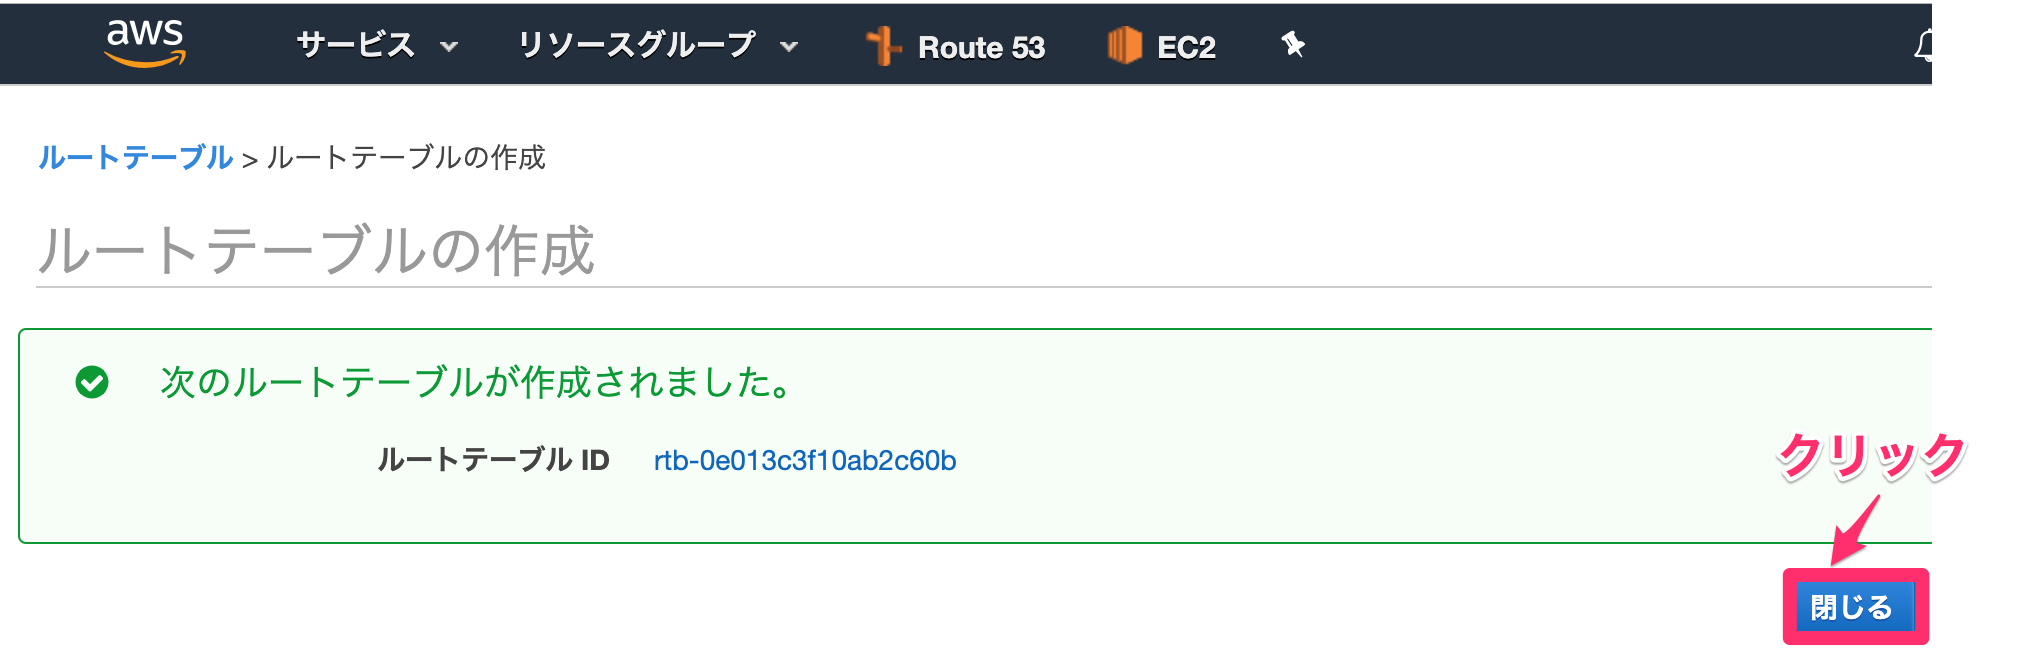 aws サービス リソースグループ Route 53 EC2
ルートテーブル > ルートテーブルの作成
ルートテーブルの作成
次のルートテーブルが作成されました。
ルートテーブル ID rtb-0e013c3f10ab2c60b
クリック
閉じる